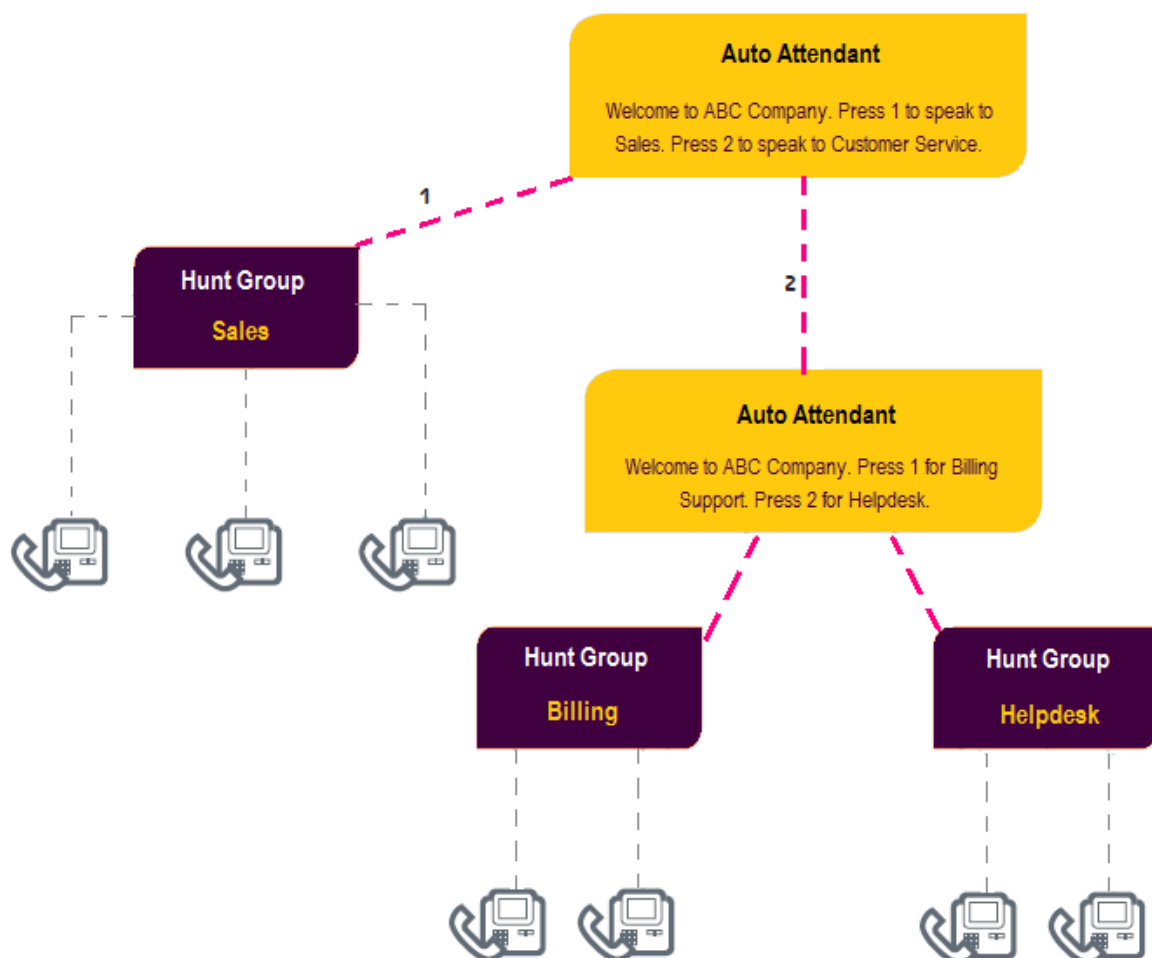 Auto Attendant
Welcome to ABC Company. Press 1 to speak to
Sales. Press 2 to speak to Customer Service.
1
Hunt Group
Sales
2
Auto Attendant
Welcome to ABC Company. Press 1 for Billing
Support. Press 2 for Helpdesk.
Hunt Group
Billing
Hunt Group
Helpdesk